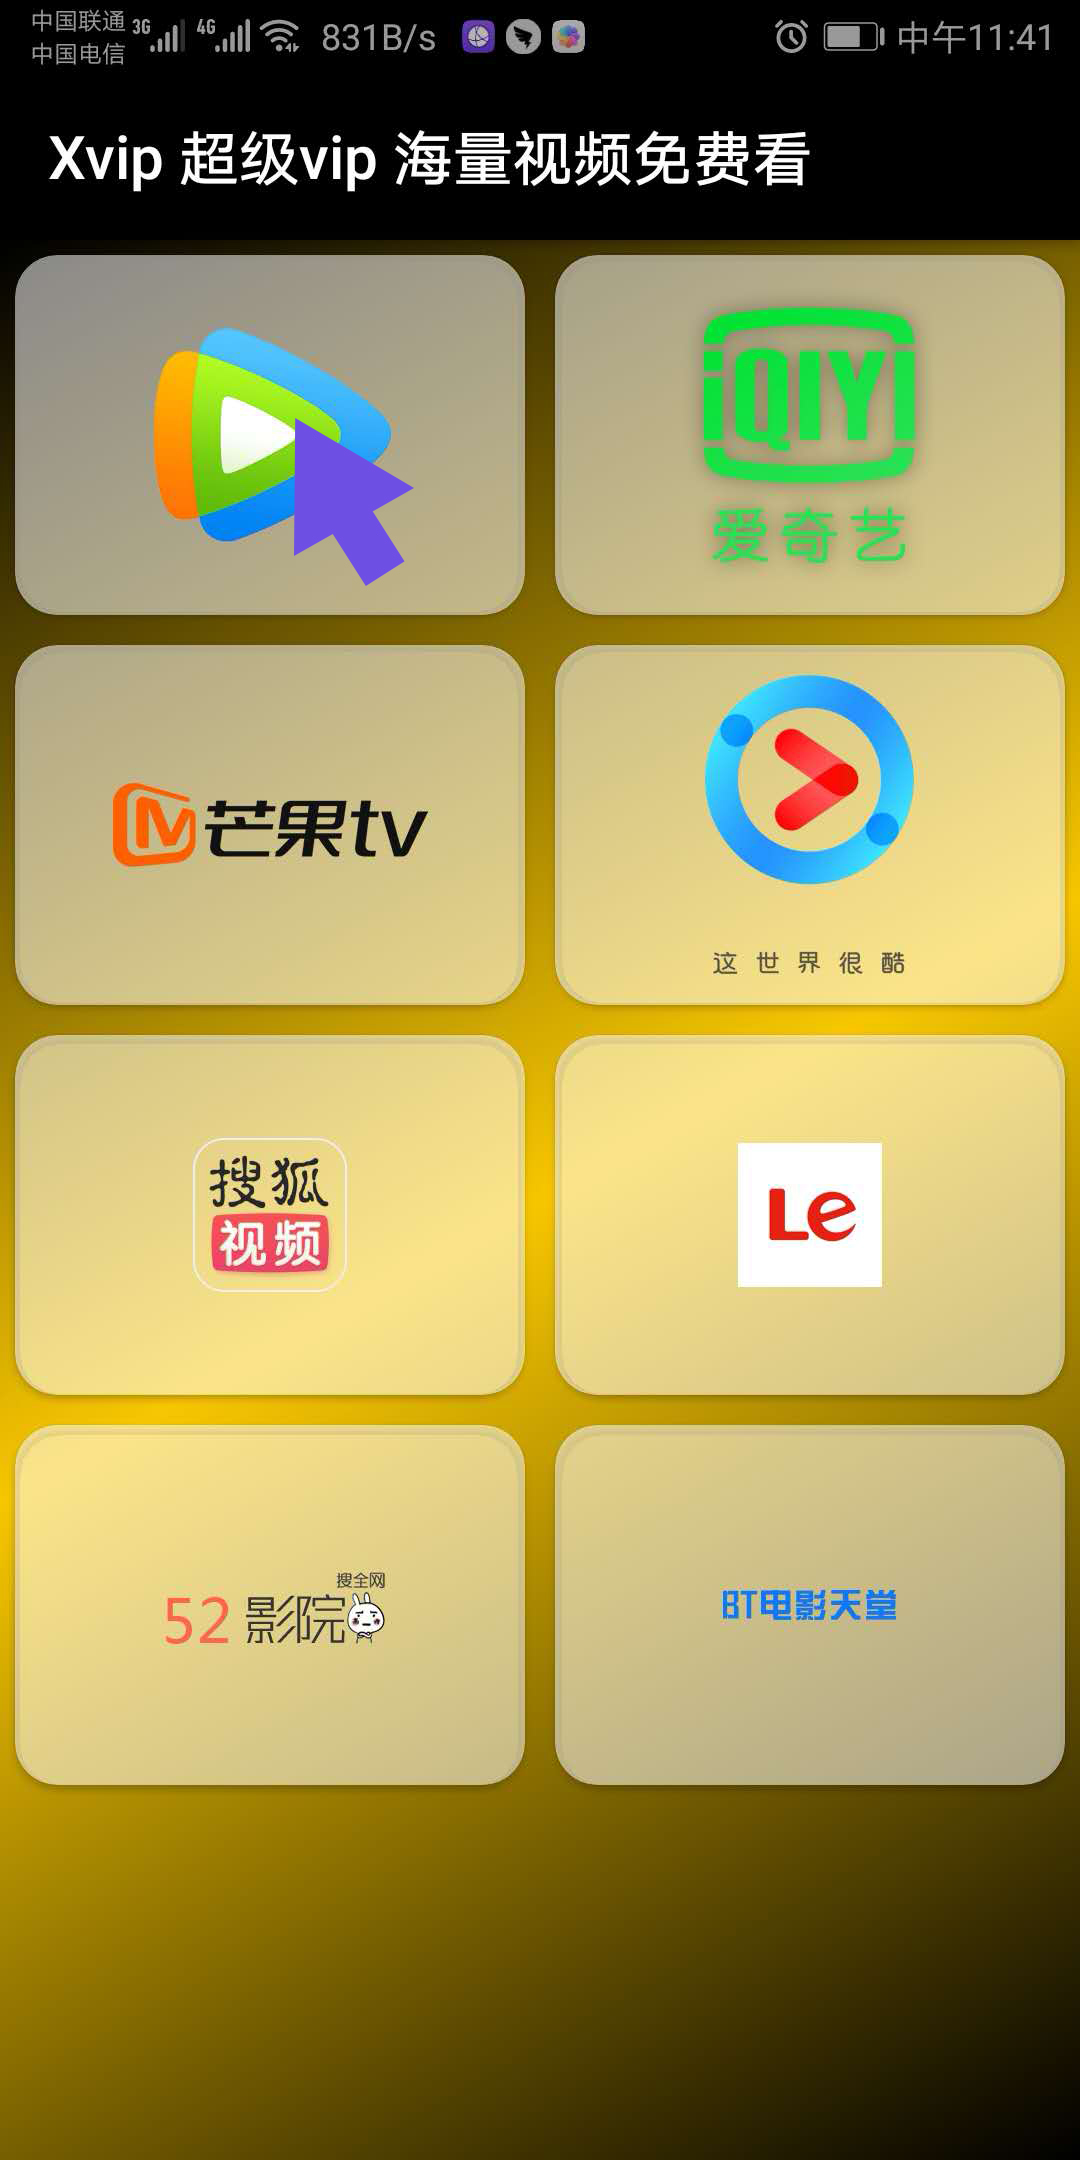 中国联通 3G 4G 831B/s 中午11:41
中国电信
Xvip 超级vip 海量视频免费看
iQIYI
爱奇艺
芒果tv
这世界很酷
搜狐
视频
Le
搜全网
52 影院
BT电影天堂